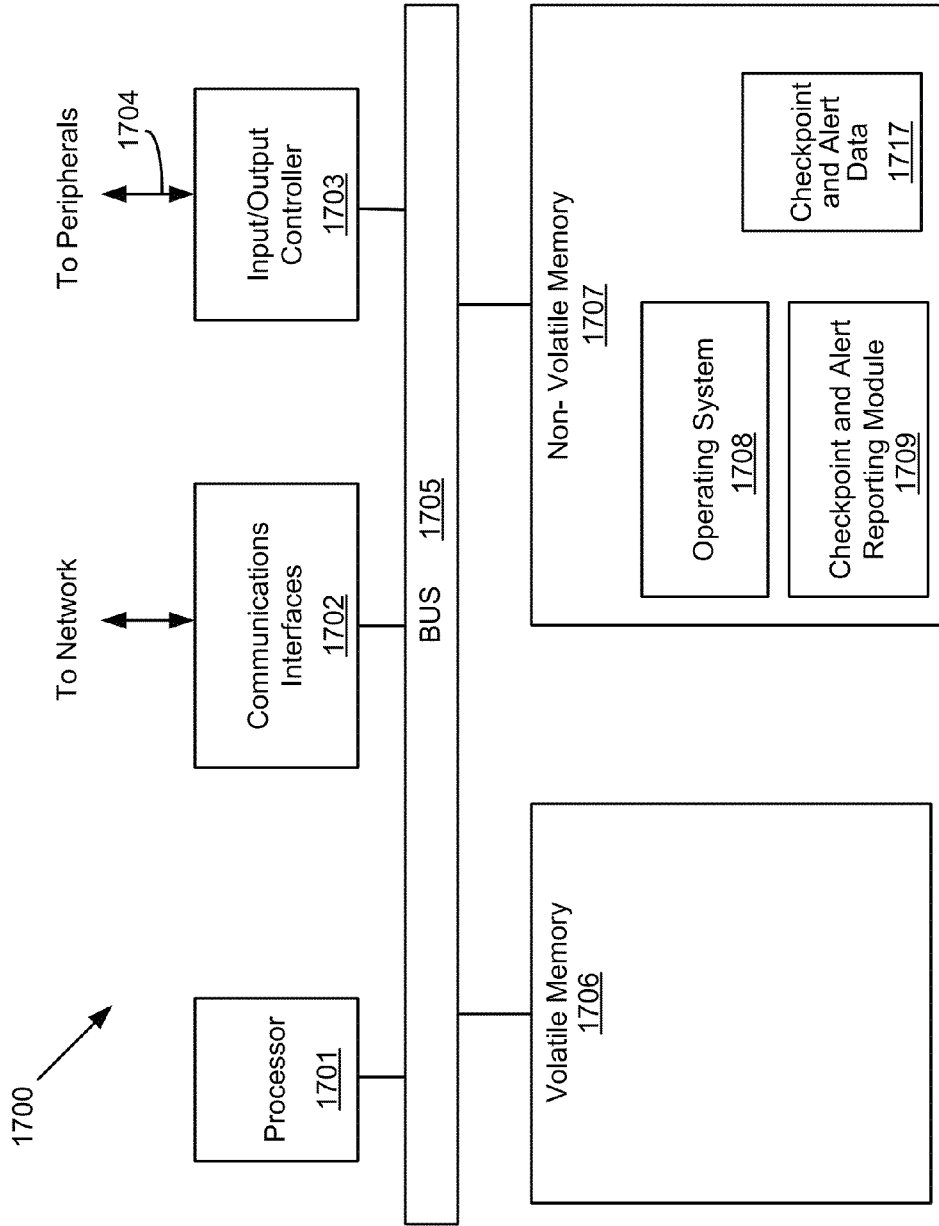 1700
To Network
To Peripherals
1704
Processor
1701
Communications
Interfaces
1702
Input/Output
Controller
1703
BUS
1705
Volatile Memory
1706
Non- Volatile Memory
1707
Operating System
1708
Checkpoint and Alert
Reporting Module
1709
Checkpoint
and Alert
Data
1717